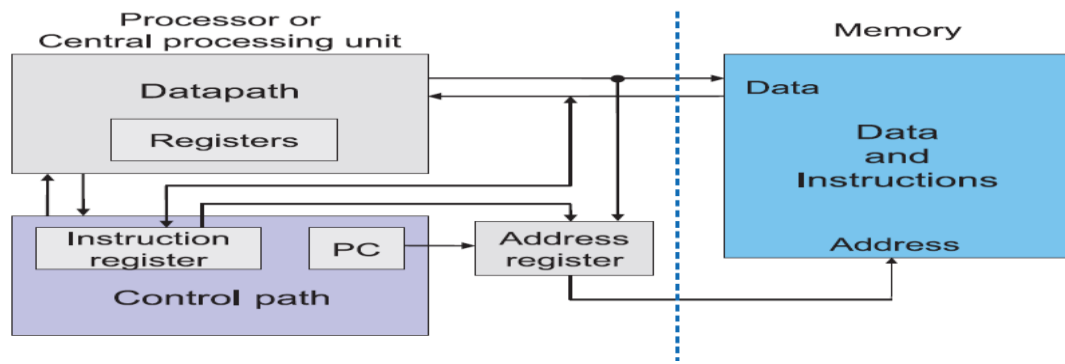 Processor or
Central processing unit
Memory
Datapath
Registers
Data
Data
and
Instructions
Instruction
register
PC
Address
register
Address
Control path